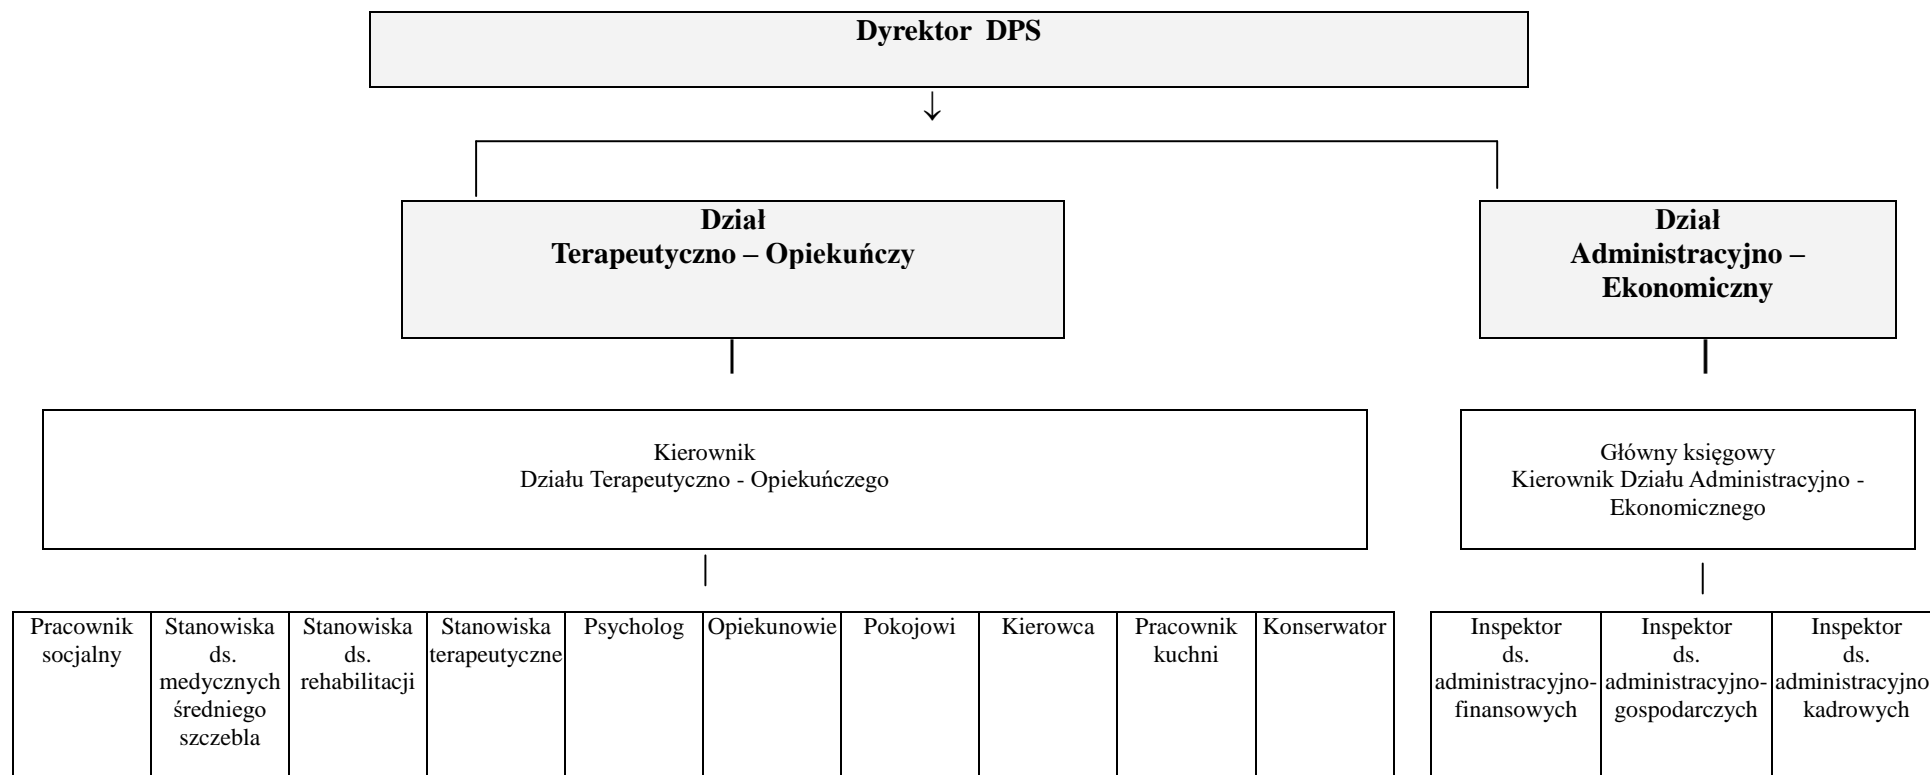 Dyrektor DPS
↓
Dział
Terapeutyczno – Opiekuńczy
Dział
Administracyjno –
Ekonomiczny
Kierownik
Działu Terapeutyczno - Opiekuńczego
Główny księgowy
Kierownik Działu Administracyjno -
Ekonomicznego
Pracownik
socjalny
Stanowiska
ds.
medycznych
średniego
szczebla
Stanowiska
ds.
rehabilitacji
Stanowiska
terapeutyczne
Psycholog
Opiekunowie
Pokojowi
Kierowca
Pracownik
kuchni
Konserwator
Inspektor
ds.
administracyjno-
finansowych
Inspektor
ds.
administracyjno-
gospodarczych
Inspektor
ds.
administracyjno
kadrowych